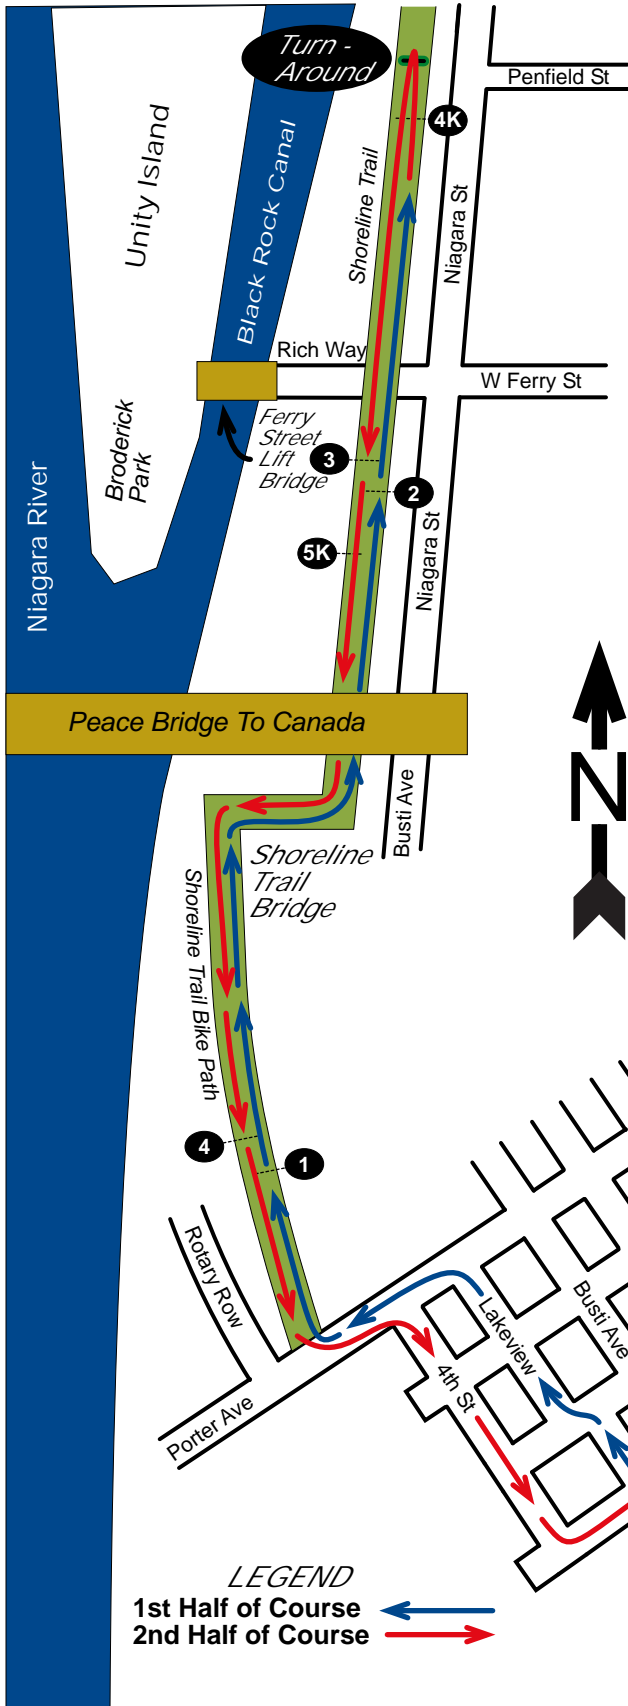 Turn -
Around
Penfield St
4K
Unity Island
Black Rock Canal
Shoreline Trail
Niagara St
Rich Way
W Ferry St
Ferry
Street
Lift
Bridge
Broderick
Park
3
2
Niagara River
5K
Niagara St
Peace Bridge To Canada
N
Busti Ave
Shoreline
Trail
Bridge
Shoreline Trail Bike Path
4
1
Rotary Row
Lakeview
Busti Ave
4th St
Porter Ave
LEGEND
1st Half of Course
2nd Half of Course